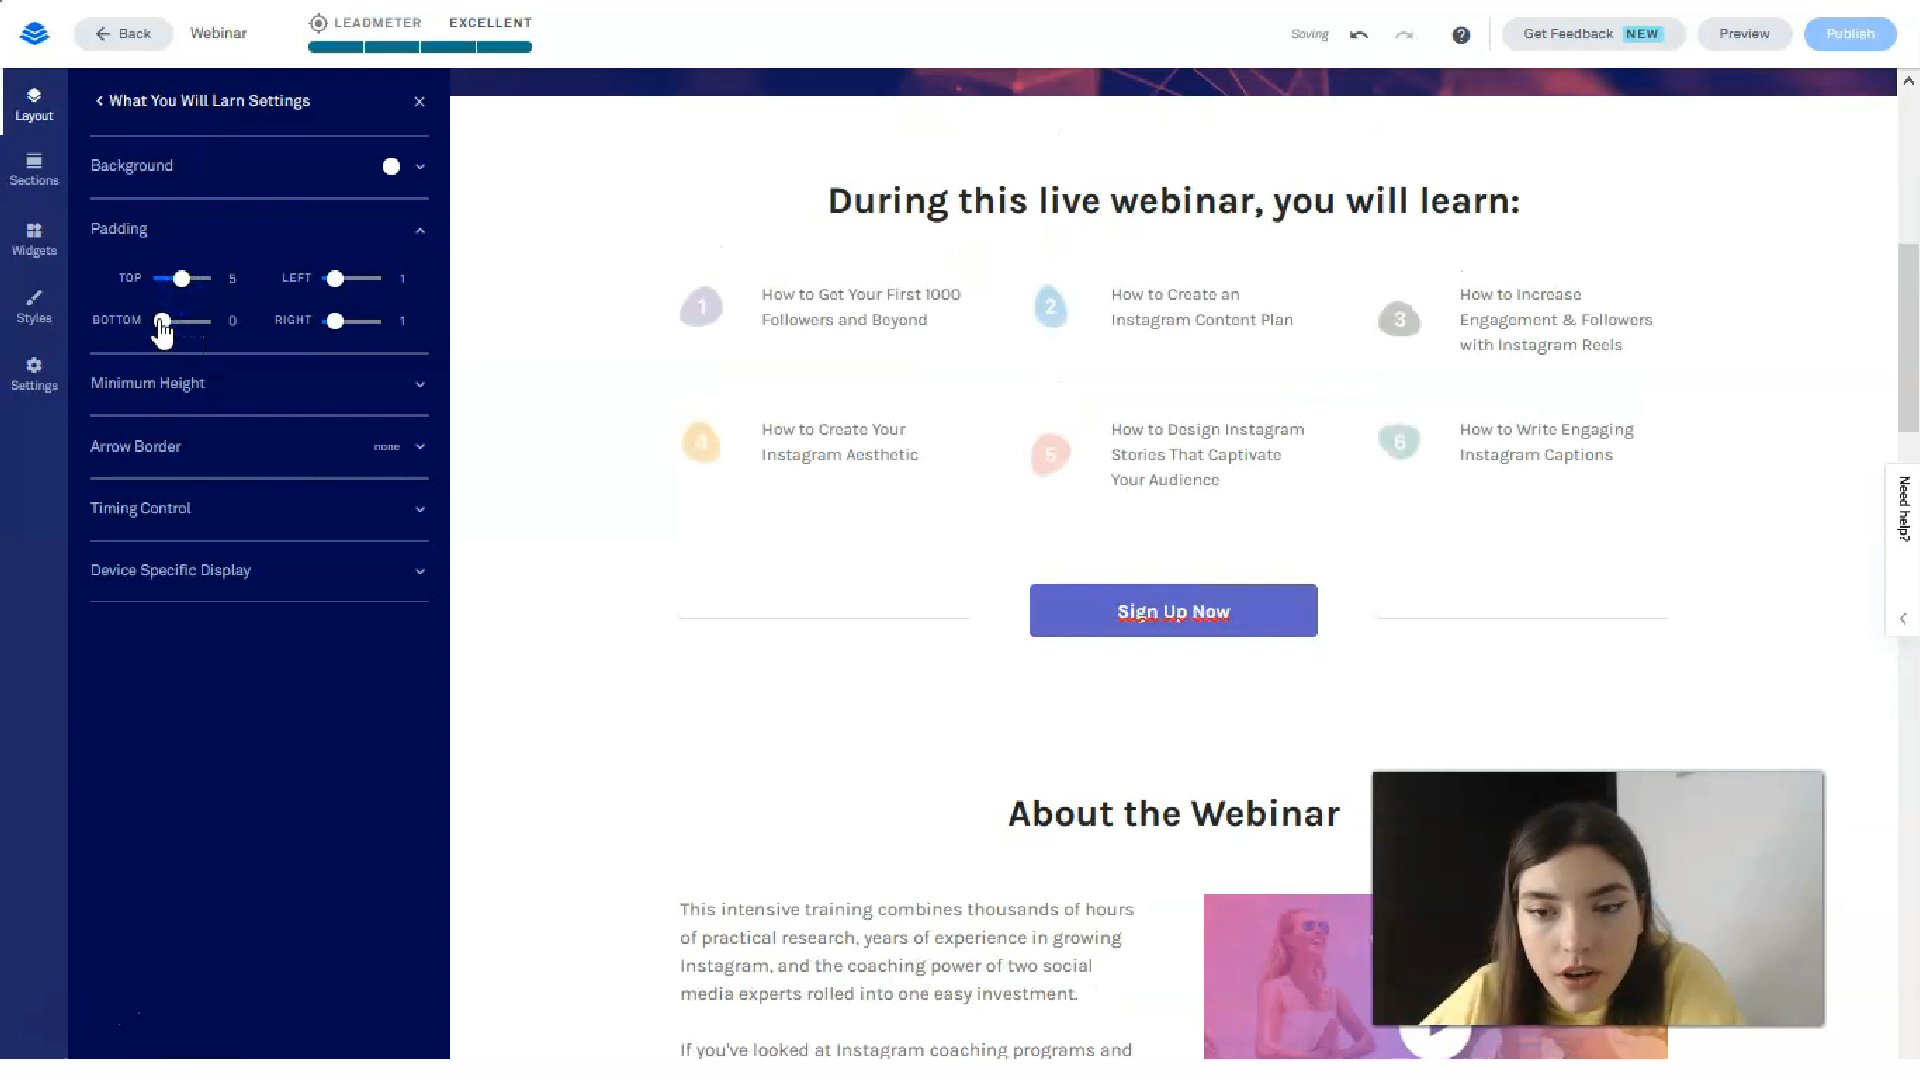 Back
Webinar
LEADMETER
EXCELLENT
Saving
Get Feedback NEW
Preview
Publish
Layout
Sections
Widgets
Styles
Settings
What You Will Larn Settings
Background
Padding
TOP 5
LEFT 1
BOTTOM 0
RIGHT 1
Minimum Height
Arrow Border none
Timing Control
Device Specific Display
During this live webinar, you will learn:
1
How to Get Your First 1000
Followers and Beyond
2
How to Create an
Instagram Content Plan
3
How to Increase
Engagement & Followers
with Instagram Reels
4
How to Create Your
Instagram Aesthetic
5
How to Design Instagram
Stories That Captivate
Your Audience
6
How to Write Engaging
Instagram Captions
Sign Up Now
About the Webinar
This intensive training combines thousands of hours
of practical research, years of experience in growing
Instagram, and the coaching power of two social
media experts rolled into one easy investment.
If you've looked at Instagram coaching programs and
Need help?